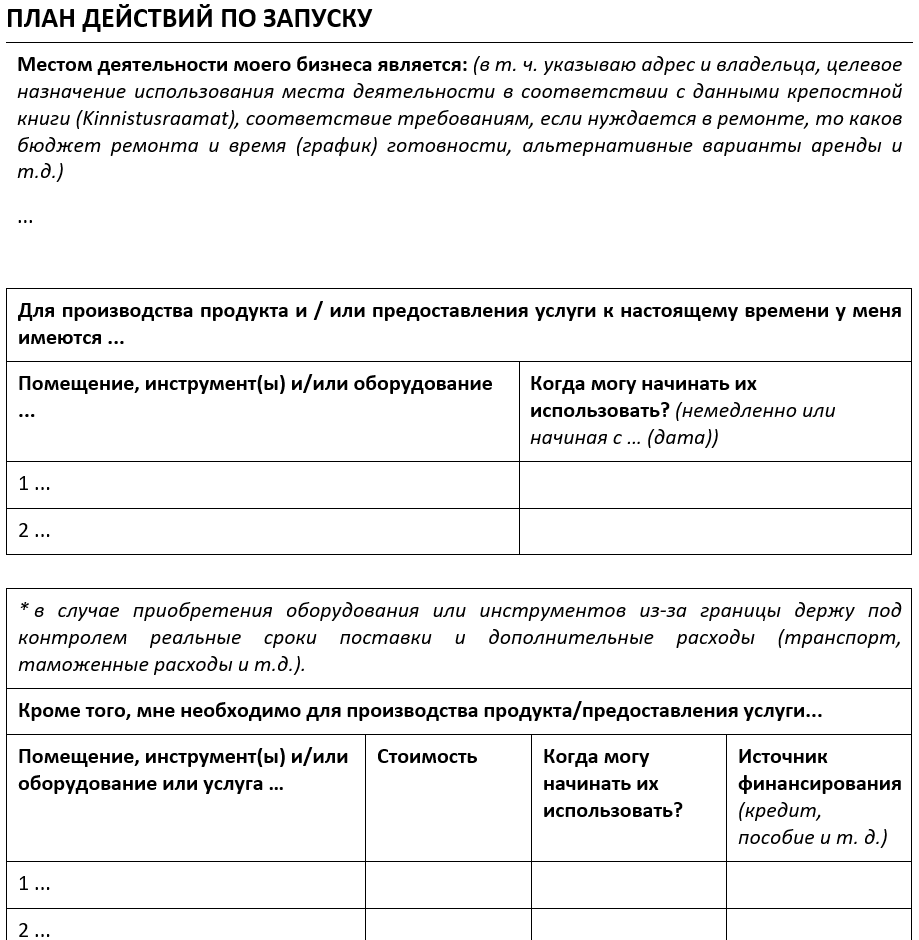 ПЛАН ДЕЙСТВИЙ ПО ЗАПУСКУ
Местом деятельности моего бизнеса является: (в т. ч. указываю адрес и владельца, целевое
назначение использования места деятельности в соответствии с данными крепостной
книги (Kinnistusraamat), соответствие требованиям, если нуждается в ремонте, то каков
бюджет ремонта и время (график) готовности, альтернативные варианты аренды и
т.д.)
...
Для производства продукта и / или предоставления услуги к настоящему времени у меня
имеются ...
Помещение, инструмент(ы) и/или оборудование
...
Когда могу начинать их
использовать? (немедленно или
начиная с ... (дата))
1 ...
2 ...
* в случае приобретения оборудования или инструментов из-за границы держу под
контролем реальные сроки поставки и дополнительные расходы (транспорт,
таможенные расходы и т.д.).
Кроме того, мне необходимо для производства продукта/предоставления услуги...
Помещение, инструмент(ы) и/или
оборудование или услуга ...
Стоимость
Когда могу
начинать их
использовать?
Источник
финансирования
(кредит,
пособие и т. д.)
1 ...
2 ...